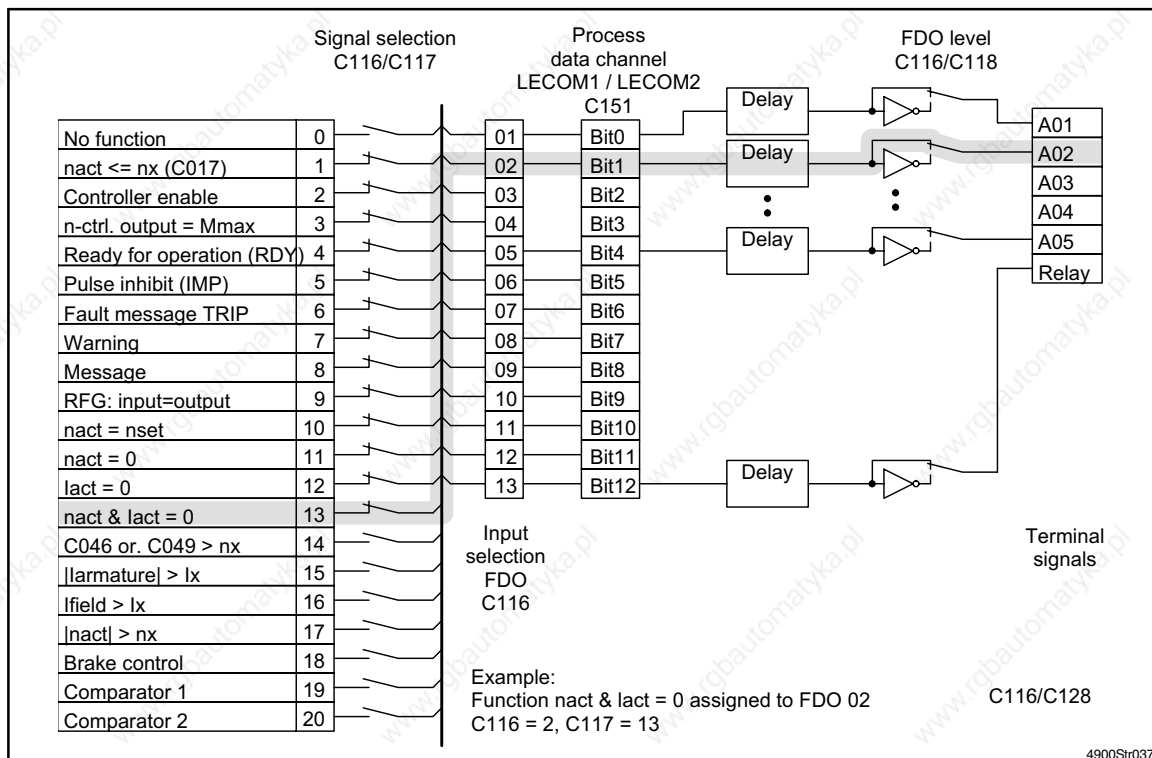 Signal selection
C116/C117
Process
data channel
LECOM1 / LECOM2
C151
FDO level
C116/C118
No function 0
nact <= nx (C017) 1
Controller enable 2
n-ctrl. output = Mmax 3
Ready for operation (RDY) 4
Pulse inhibit (IMP) 5
Fault message TRIP 6
Warning 7
Message 8
RFG: input=output 9
nact = nset 10
nact = 0 11
Iact = 0 12
nact & Iact = 0 13
C046 or. C049 > nx 14
|Iarmature| > Ix 15
Ifield > Ix 16
|nact| > nx 17
Brake control 18
Comparator 1 19
Comparator 2 20
01 Bit0
02 Bit1
03 Bit2
04 Bit3
05 Bit4
06 Bit5
07 Bit6
08 Bit7
09 Bit8
10 Bit9
11 Bit10
12 Bit11
13 Bit12
Delay
Delay
Delay
Delay
A01
A02
A03
A04
A05
Relay
Input
selection
FDO
C116
Terminal
signals
Example:
Function nact & Iact = 0 assigned to FDO 02
C116 = 2, C117 = 13
C116/C128
4900Str037
www.rgbautomatyka.pl